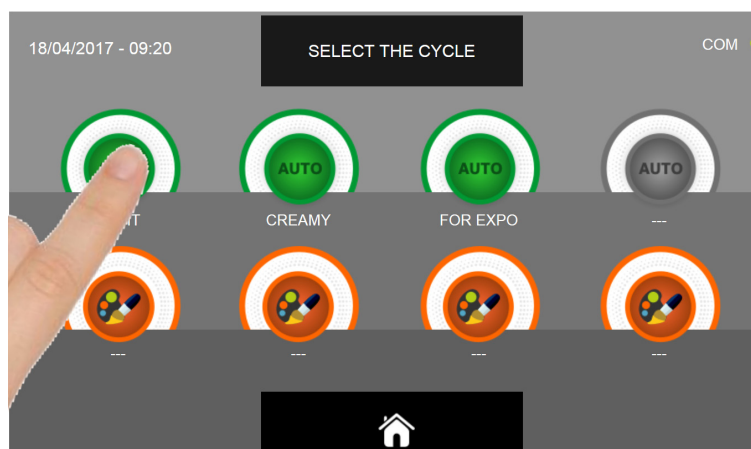 18/04/2017 - 09:20
SELECT THE CYCLE
COM
AUTO
AUTO
AUTO
CREAMY
FOR EXPO
---
---
---
---
---